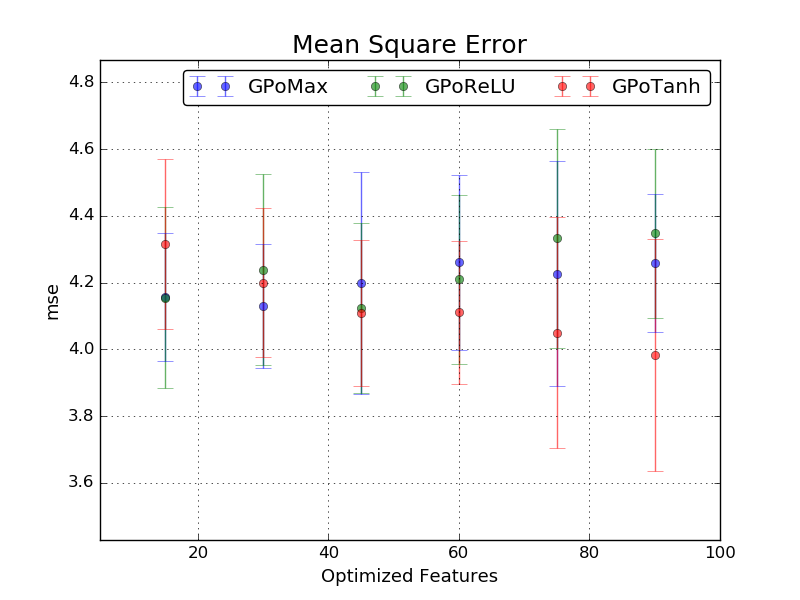 Mean Square Error
GPoMax GPoReLU GPoTanh
4.8
4.6
4.4
4.2
4.0
3.8
3.6
mse
20 40 60 80 100
Optimized Features